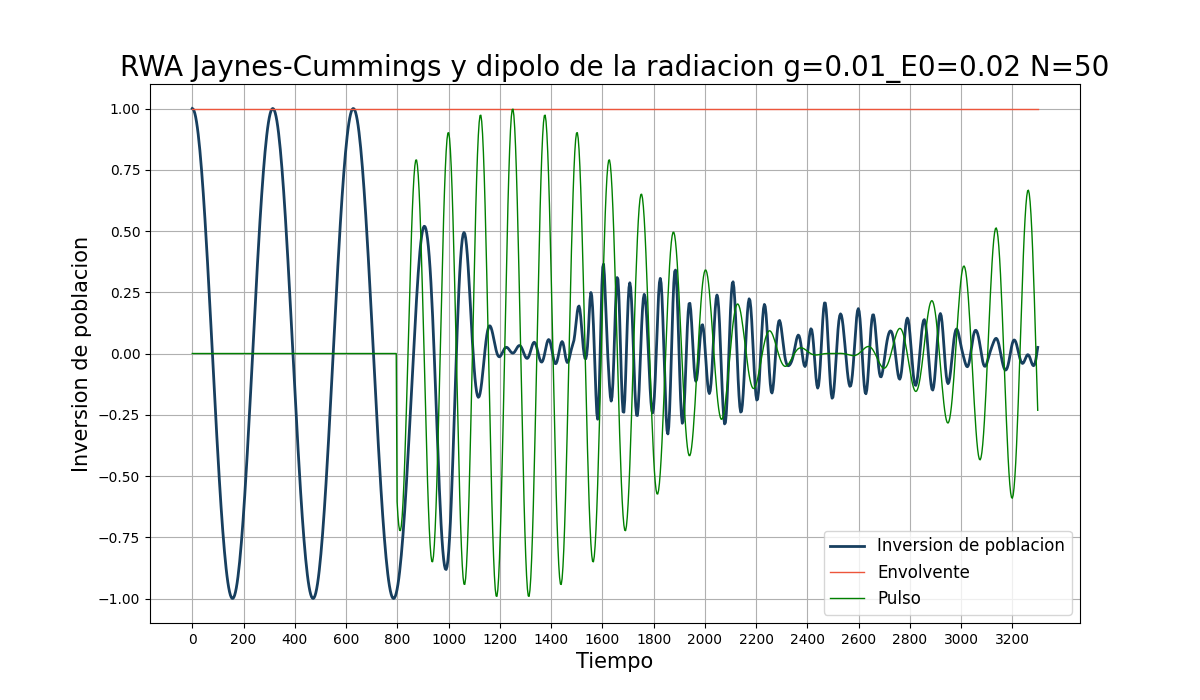 RWA Jaynes-Cummings y dipolo de la radiacion g=0.01_E0=0.02 N=50
Inversion de poblacion
1.00
0.75
0.50
0.25
0.00
−0.25
−0.50
−0.75
−1.00
Inversion de poblacion
Envolvente
Pulso
0 200 400 600 800 1000 1200 1400 1600 1800 2000 2200 2400 2600 2800 3000 3200
Tiempo